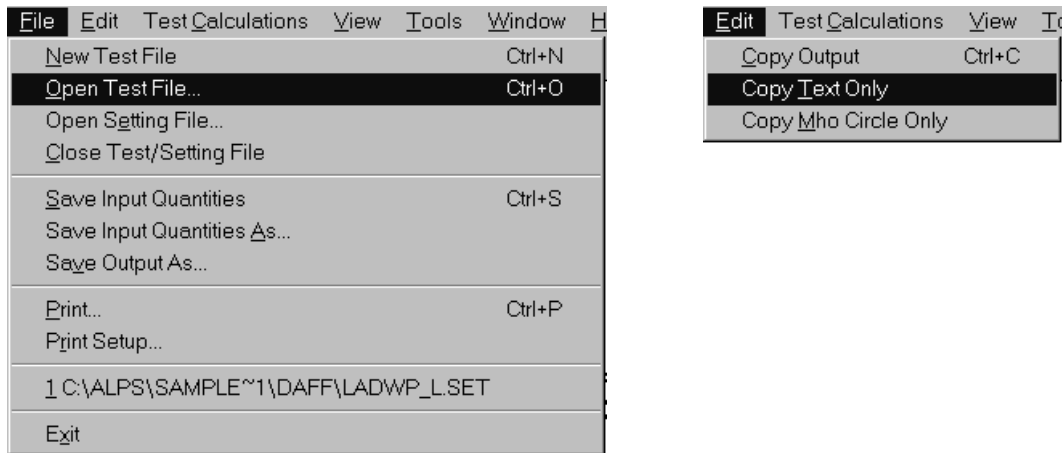 File Edit Test Calculations View Tools Window H
New Test File Ctrl+N
Open Test File... Ctrl+O
Open Setting File...
Close Test/Setting File
Save Input Quantities Ctrl+S
Save Input Quantities As...
Save Output As...
Print... Ctrl+P
Print Setup...
1 C:\ALPS\SAMPLE~1\DAFF\LADWP_L.SET
Exit
Edit Test Calculations View To
Copy Output Ctrl+C
Copy Text Only
Copy Mho Circle Only